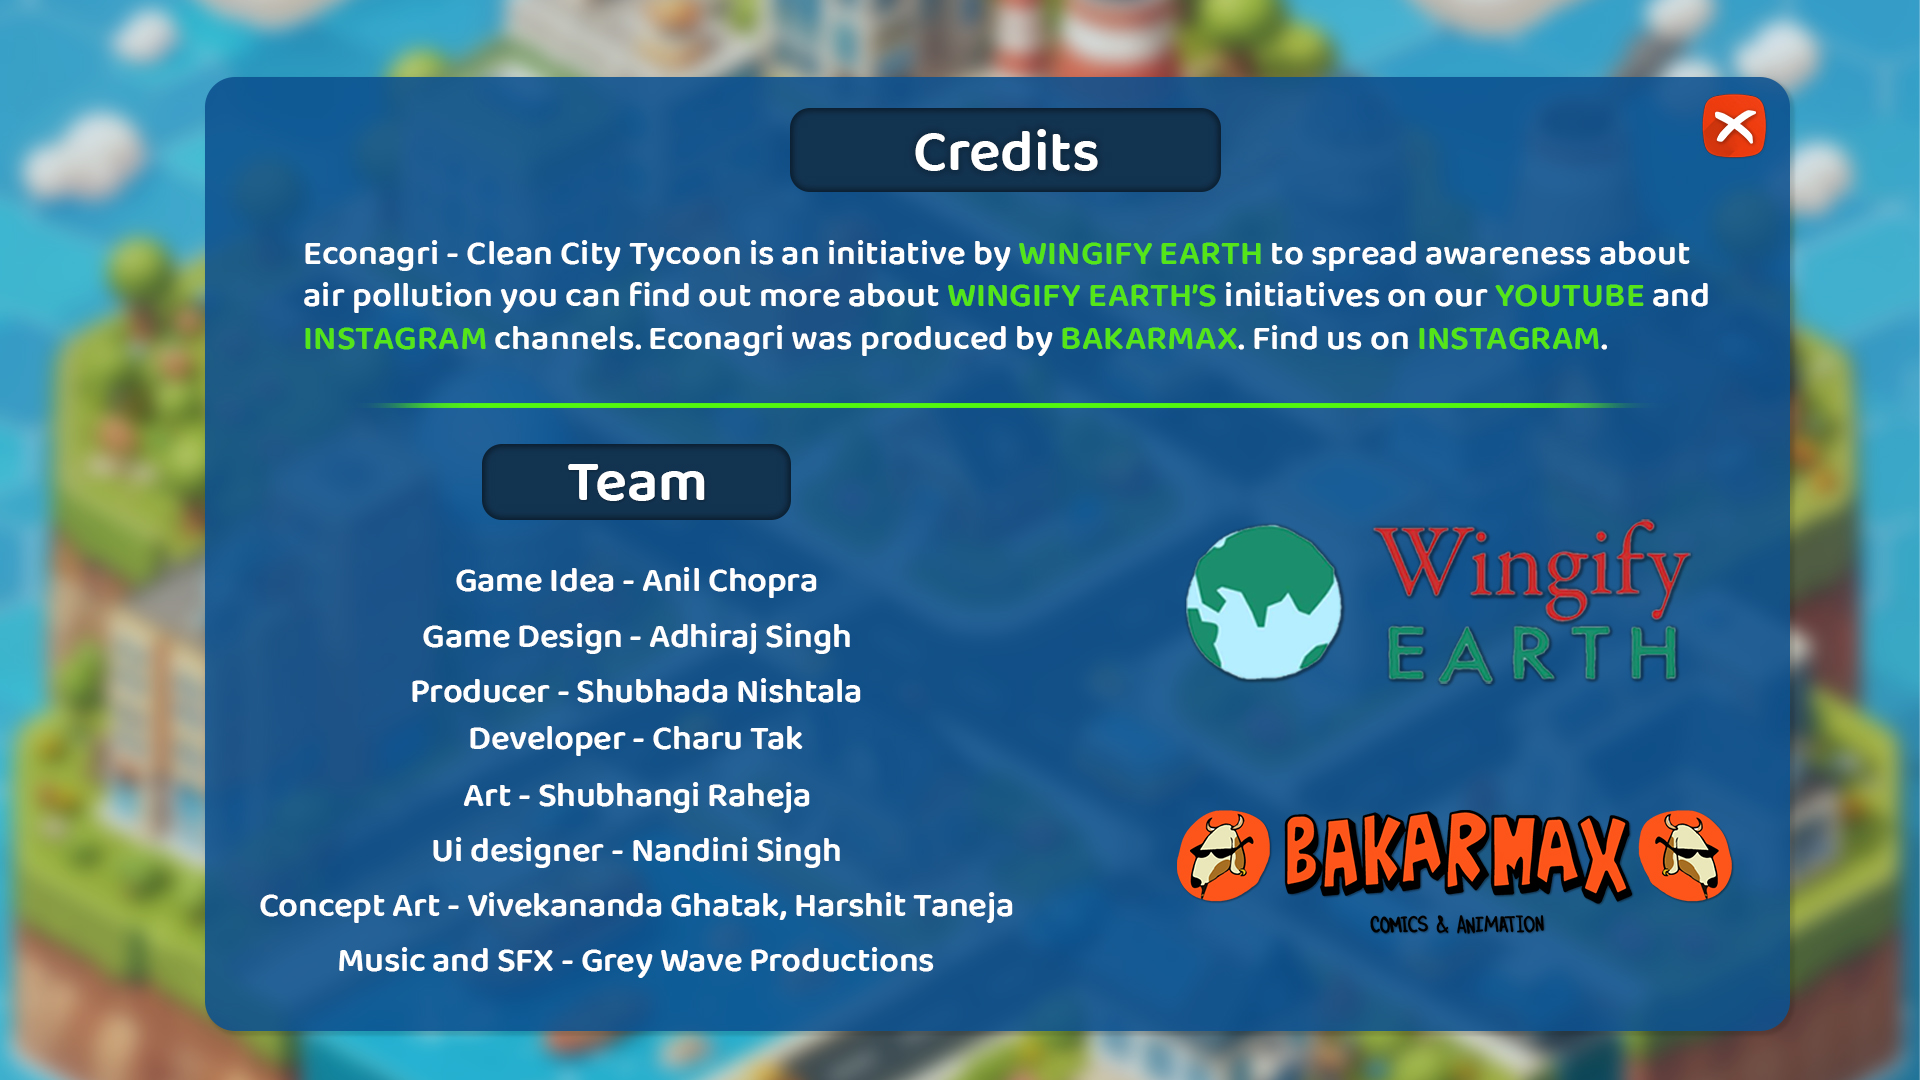 Credits
Econagri - Clean City Tycoon is an initiative by WINGIFY EARTH to spread awareness about
air pollution you can find out more about WINGIFY EARTH'S initiatives on our YOUTUBE and
INSTAGRAM channels. Econagri was produced by BAKARMAX. Find us on INSTAGRAM.
Team
Game Idea - Anil Chopra
Game Design - Adhiraj Singh
Producer - Shubhada Nishtala
Developer - Charu Tak
Art - Shubhangi Raheja
Ui designer - Nandini Singh
Concept Art - Vivekananda Ghatak, Harshit Taneja
Music and SFX - Grey Wave Productions
Wingify
EARTH
BAKARMAX
COMICS & ANIMATION